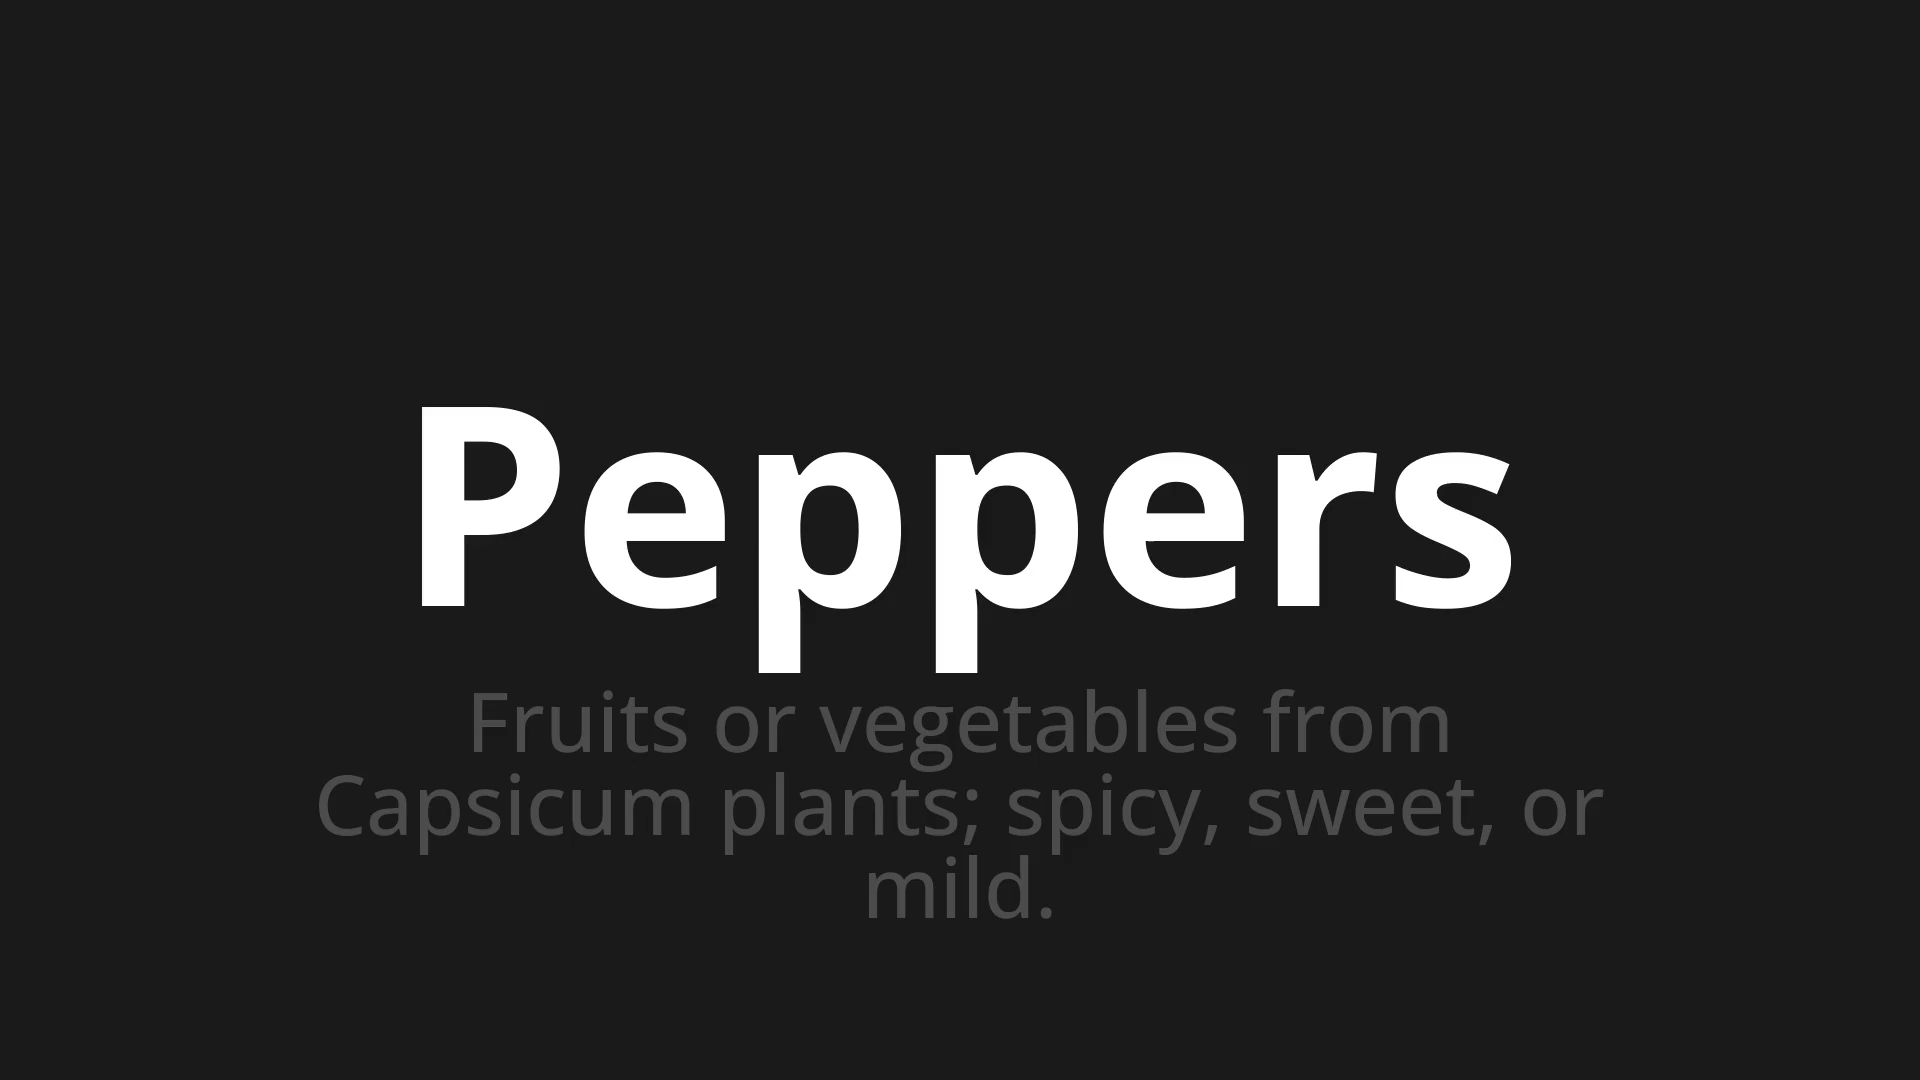 Peppers
Fruits or vegetables from
Capsicum plants; spicy, sweet, or
mild.